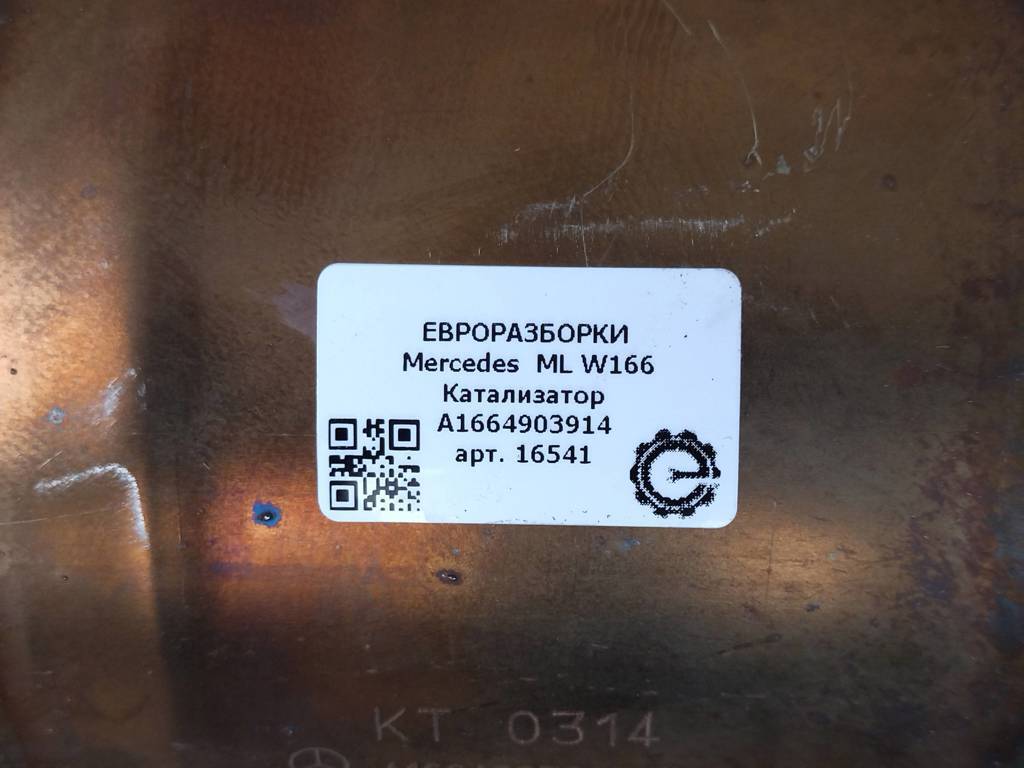 ЕВРОРАЗБОРКИ
Mercedes ML W166
Катализатор
A1664903914
арт. 16541
KT 0314